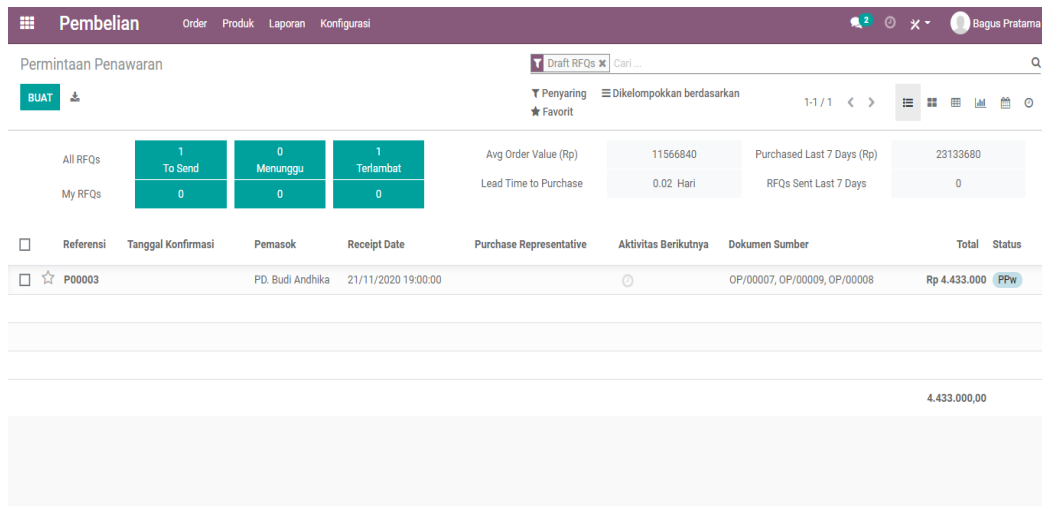 Pembelian Order Produk Laporan Konfigurasi 2 Bagus Pratama
Permintaan Penawaran Draft RFQs ✖ Cari ...
BUAT Penyaring Dikelompokkan berdasarkan 1-1 / 1
Favorit
All RFQs 1 To Send 0 Menunggu 1 Terlambat Avg Order Value (Rp) 11566840 Purchased Last 7 Days (Rp) 23133680
My RFQs 0 0 0 Lead Time to Purchase 0.02 Hari RFQs Sent Last 7 Days 0
Referensi Tanggal Konfirmasi Pemasok Receipt Date Purchase Representative Aktivitas Berikutnya Dokumen Sumber Total Status
P00003 PD. Budi Andhika 21/11/2020 19:00:00 OP/00007, OP/00009, OP/00008 Rp 4.433.000 PPw
4.433.000,00